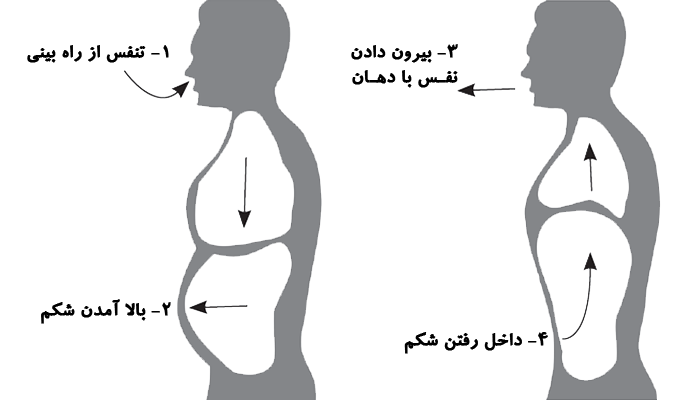 ۱- تنفس از راه بینی
۲- بالا آمدن شکم
۳- بیرون دادن
نفـس با دهـان
۴- داخل رفتن شکم